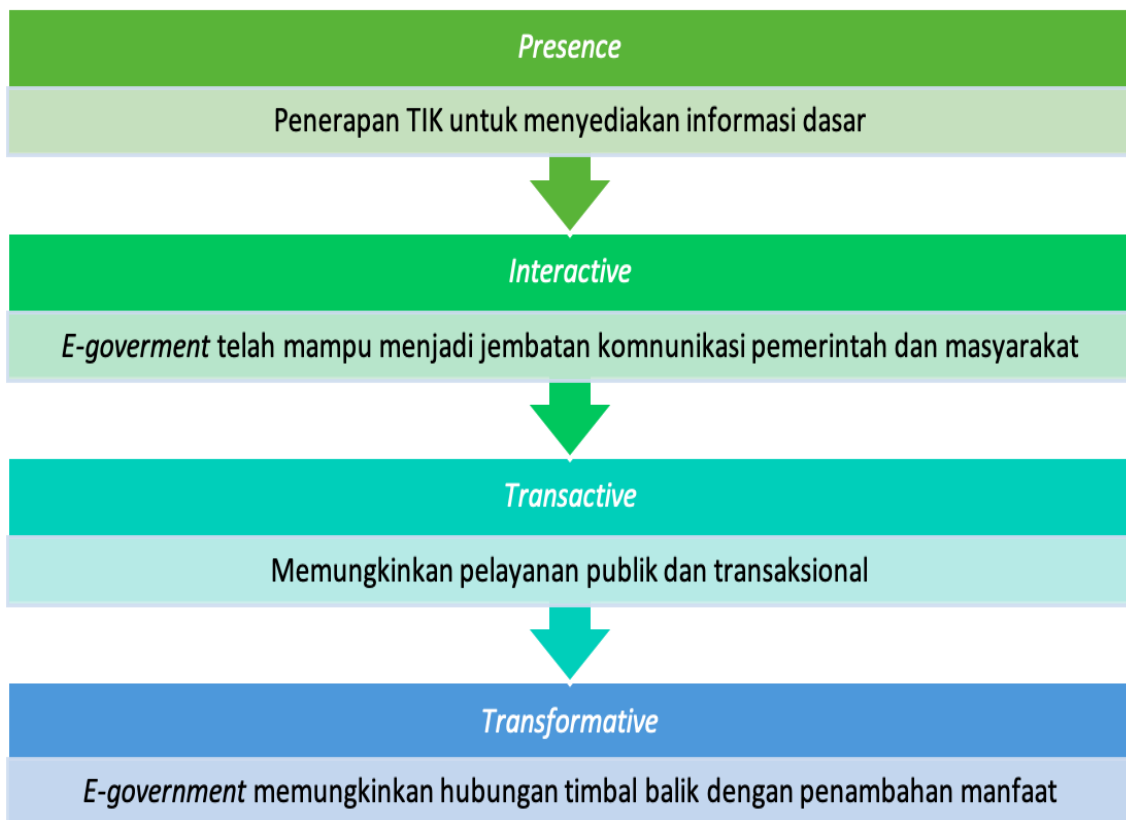 Presence
Penerapan TIK untuk menyediakan informasi dasar
Interactive
E-goverment telah mampu menjadi jembatan komnunikasi pemerintah dan masyarakat
Transactive
Memungkinkan pelayanan publik dan transaksional
Transformative
E-government memungkinkan hubungan timbal balik dengan penambahan manfaat